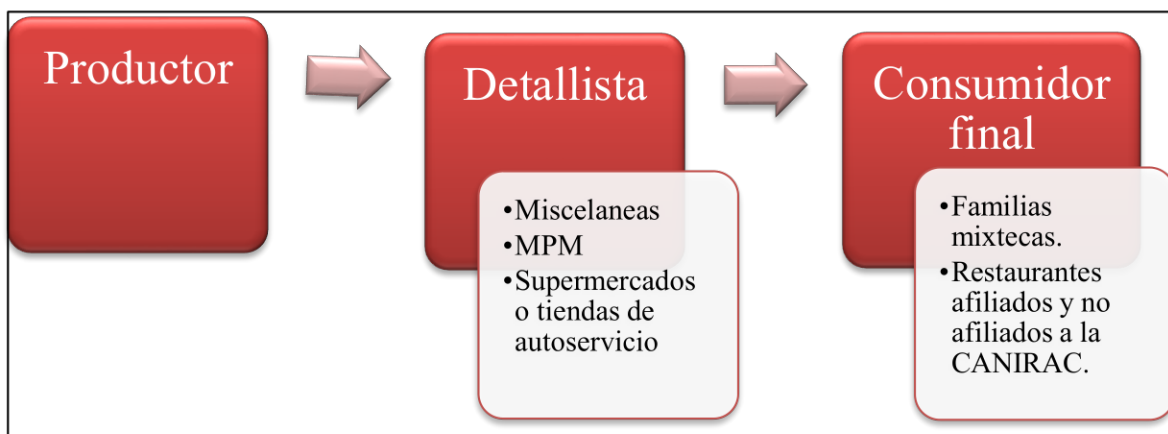 Productor
Detallista
•Miscelaneas
•MPM
•Supermercados
o tiendas de
autoservicio
Consumidor
final
•Familias
mixtecas.
•Restaurantes
afiliados y no
afiliados a la
CANIRAC.